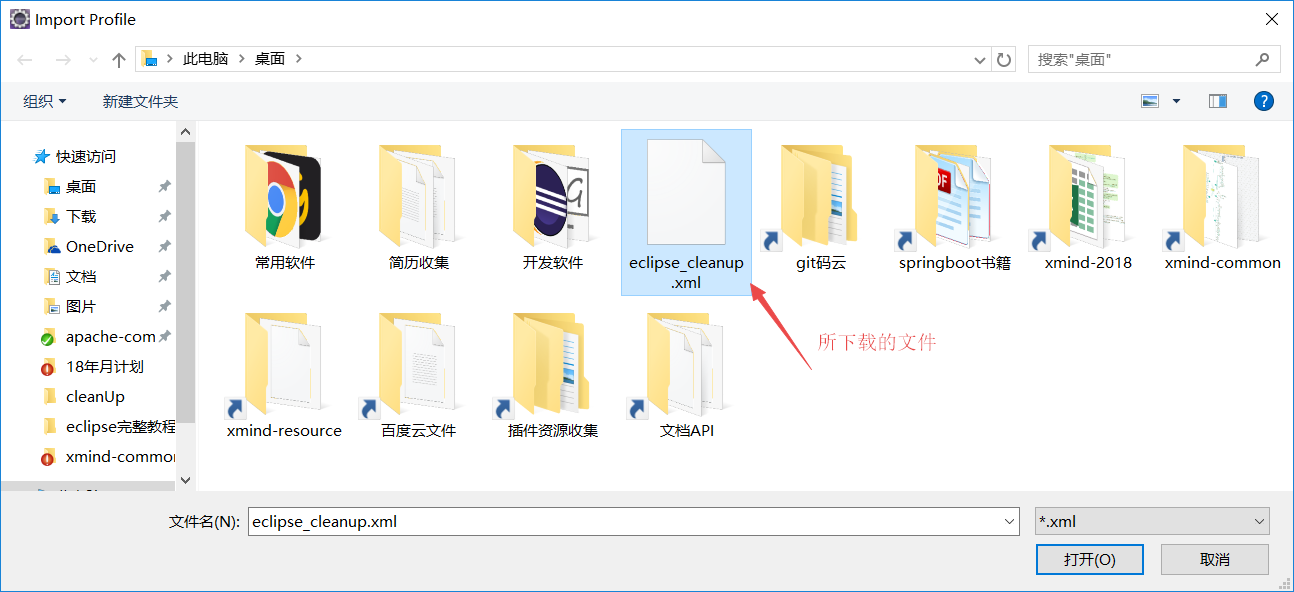 Import Profile
此电脑
桌面
搜索"桌面"
组织
新建文件夹
快速访问
桌面
下载
OneDrive
文档
图片
apache-com
18年月计划
cleanUp
eclipse完整教程
xmind-common
常用软件
简历收集
开发软件
eclipse_cleanup
.xml
git码云
springboot书籍
xmind-2018
xmind-common
所下载的文件
xmind-resource
百度云文件
插件资源收集
文档API
文件名(N):
eclipse_cleanup.xml
*.xml
打开(O)
取消